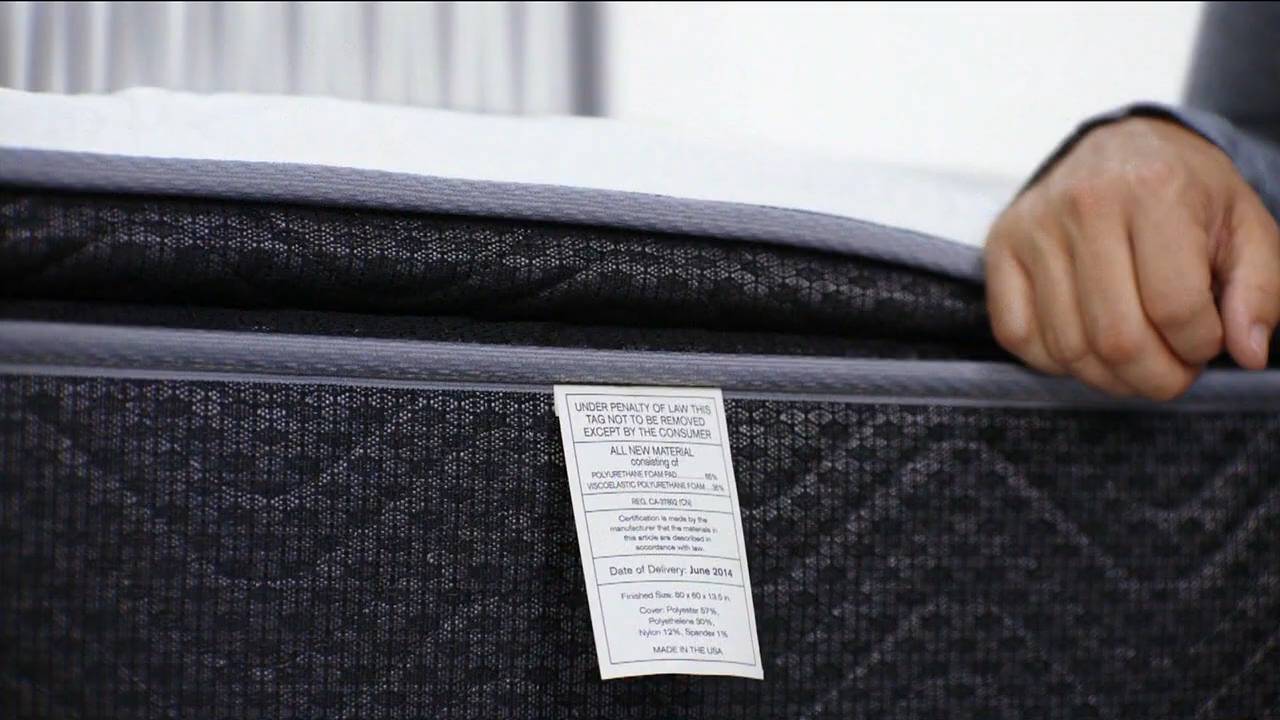 UNDER PENALTY OF LAW THIS
TAG NOT TO BE REMOVED
EXCEPT BY THE CONSUMER
ALL NEW MATERIAL
consisting of
POLYURETHANE FOAM PAD
VISCOELASTIC POLYURETHANE FOAM
REG. CA-37892 (CN)
Certification is made by the
manufacturer that the materials in
this article are described in
accordance with law.
Date of Delivery: June 2014
Finished Size: 80 x 60 x 13.5 in.
Cover: Polyester 57%,
Polyethelene 30%,
Nylon 12%, Spandex 1%
MADE IN THE USA